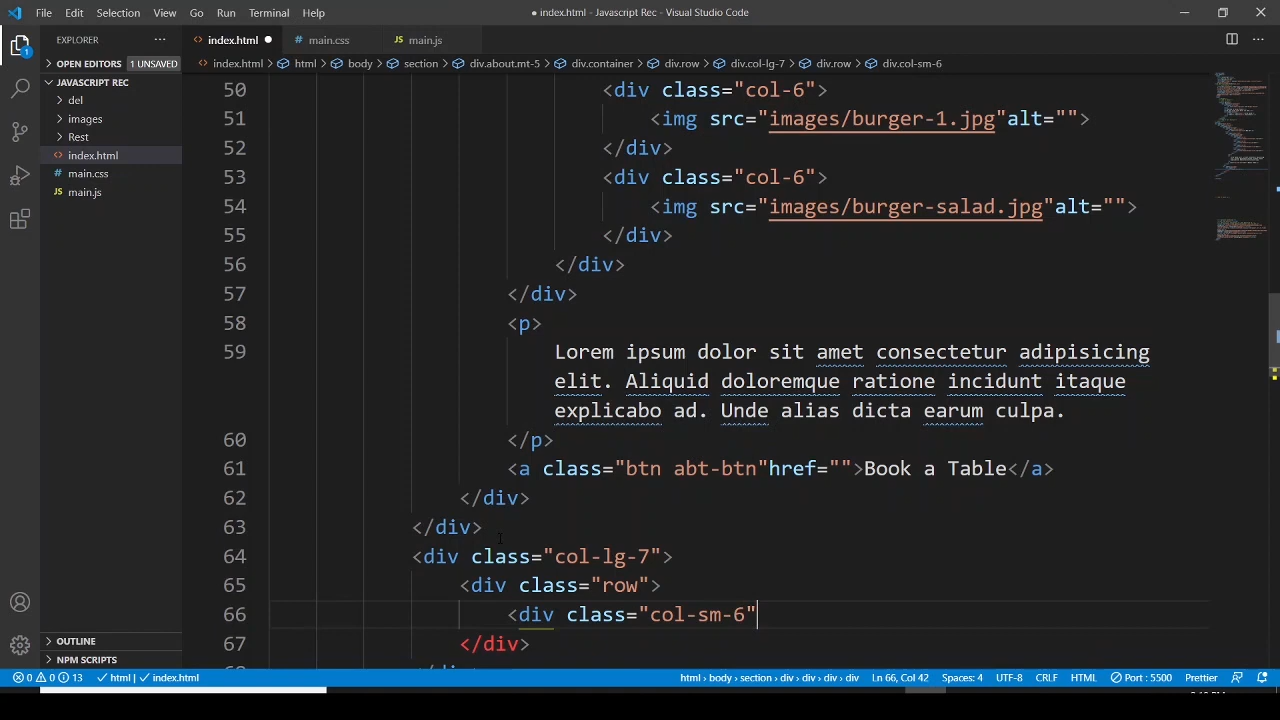 File Edit Selection View Go Run Terminal Help
● index.html - Javascript Rec - Visual Studio Code
EXPLORER
index.html
main.css
main.js
OPEN EDITORS 1 UNSAVED
index.html > html > body > section > div.about.mt-5 > div.container > div.row > div.col-lg-7 > div.row > div.col-sm-6
JAVASCRIPT REC
del
images
Rest
index.html
main.css
main.js
50 <div class="col-6">
51 <img src="images/burger-1.jpg"alt="">
52 </div>
53 <div class="col-6">
54 <img src="images/burger-salad.jpg"alt="">
55 </div>
56 </div>
57 </div>
58 <p>
59 Lorem ipsum dolor sit amet consectetur adipisicing
elit. Aliquid doloremque ratione incidunt itaque
explicabo ad. Unde alias dicta earum culpa.
60 </p>
61 <a class="btn abt-btn"href="">Book a Table</a>
62 </div>
63 </div>
64 <div class="col-lg-7">
65 <div class="row">
66 <div class="col-sm-6"
67 </div>
OUTLINE
NPM SCRIPTS
0 0 13 html | index.html
html > body > section > div > div > div > div Ln 66, Col 42 Spaces: 4 UTF-8 CRLF HTML Port : 5500 Prettier